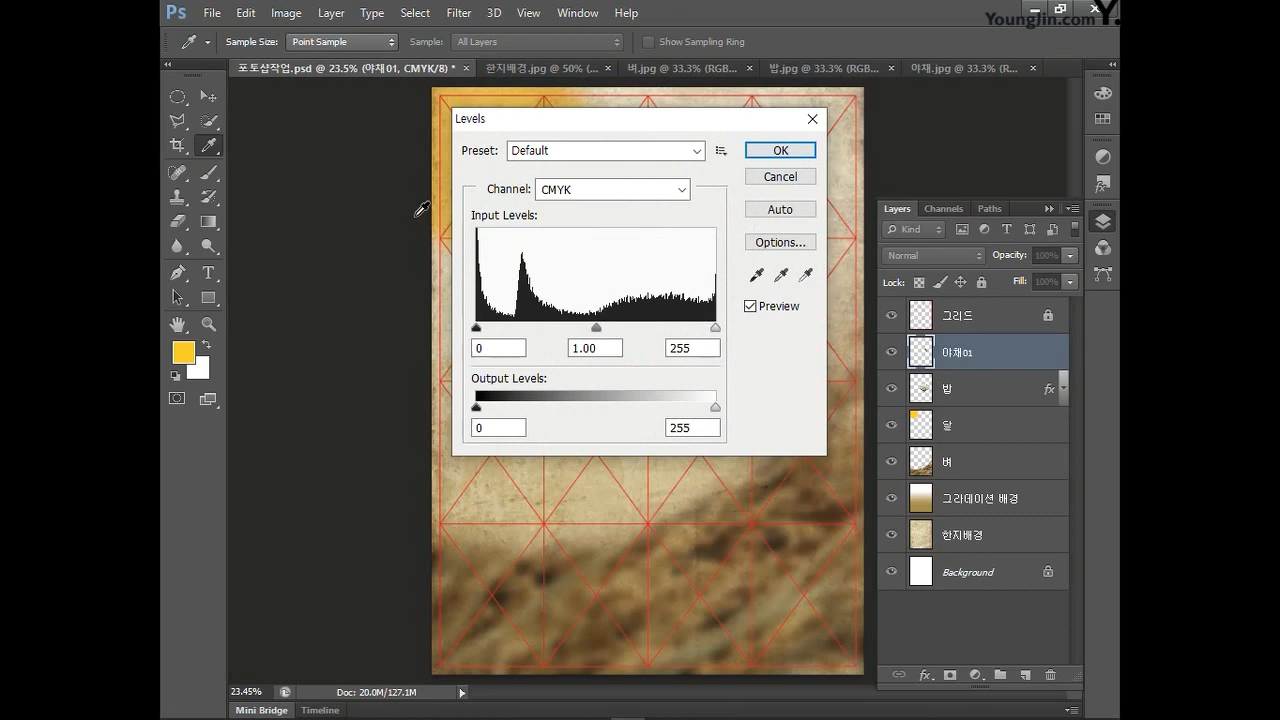 Ps File Edit Image Layer Type Select Filter 3D View Window Help
YoungJin.com Y.
Sample Size: Point Sample Sample: All Layers Show Sampling Ring
포토샵작업.psd @ 23.5% (야채01, CMYK/8) * × 한지배경.jpg @ 50% (... × 벼.jpg @ 33.3% (RGB... × 밥.jpg @ 33.3% (RGB... × 야채.jpg @ 33.3% (R... ×
Levels
Preset: Default
OK
Cancel
Channel: CMYK
Auto
Input Levels:
Options...
Preview
0 1.00 255
Output Levels:
0 255
Layers Channels Paths
Kind
Normal Opacity: 100%
Lock: Fill: 100%
그리드
야채01
밥 fx
달
벼
그라데이션 배경
한지배경
Background
fx
23.45% Doc: 20.0M/127.1M
Mini Bridge Timeline